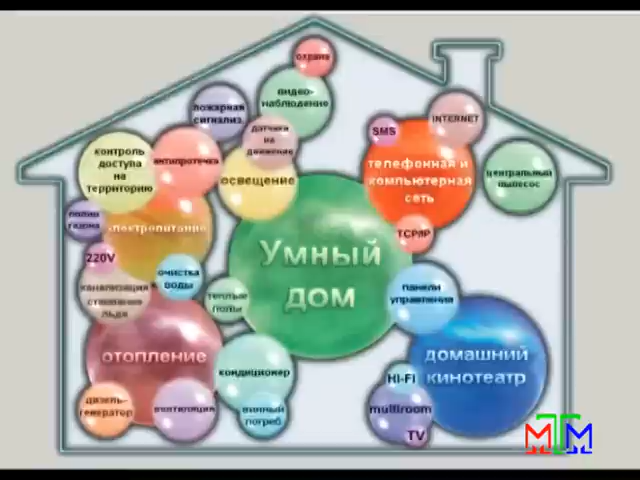 охрана
видео-
наблюдение
пожарная
сигнализ.
датчики
на
движение
SMS
INTERNET
контроль
доступа
на
территорию
антипротечка
освещение
телефонная и
компьютерная
сеть
центральный
пылесос
полив
газона
электропитание
TCP/IP
Умный
дом
220V
очистка
воды
канализация
стаивание
льда
теплые
полы
панели
управления
отопление
кондиционер
домашний
кинотеатр
HI-FI
multiroom
TV
дизель-
генератор
вентиляция
винный
погреб
МТМ